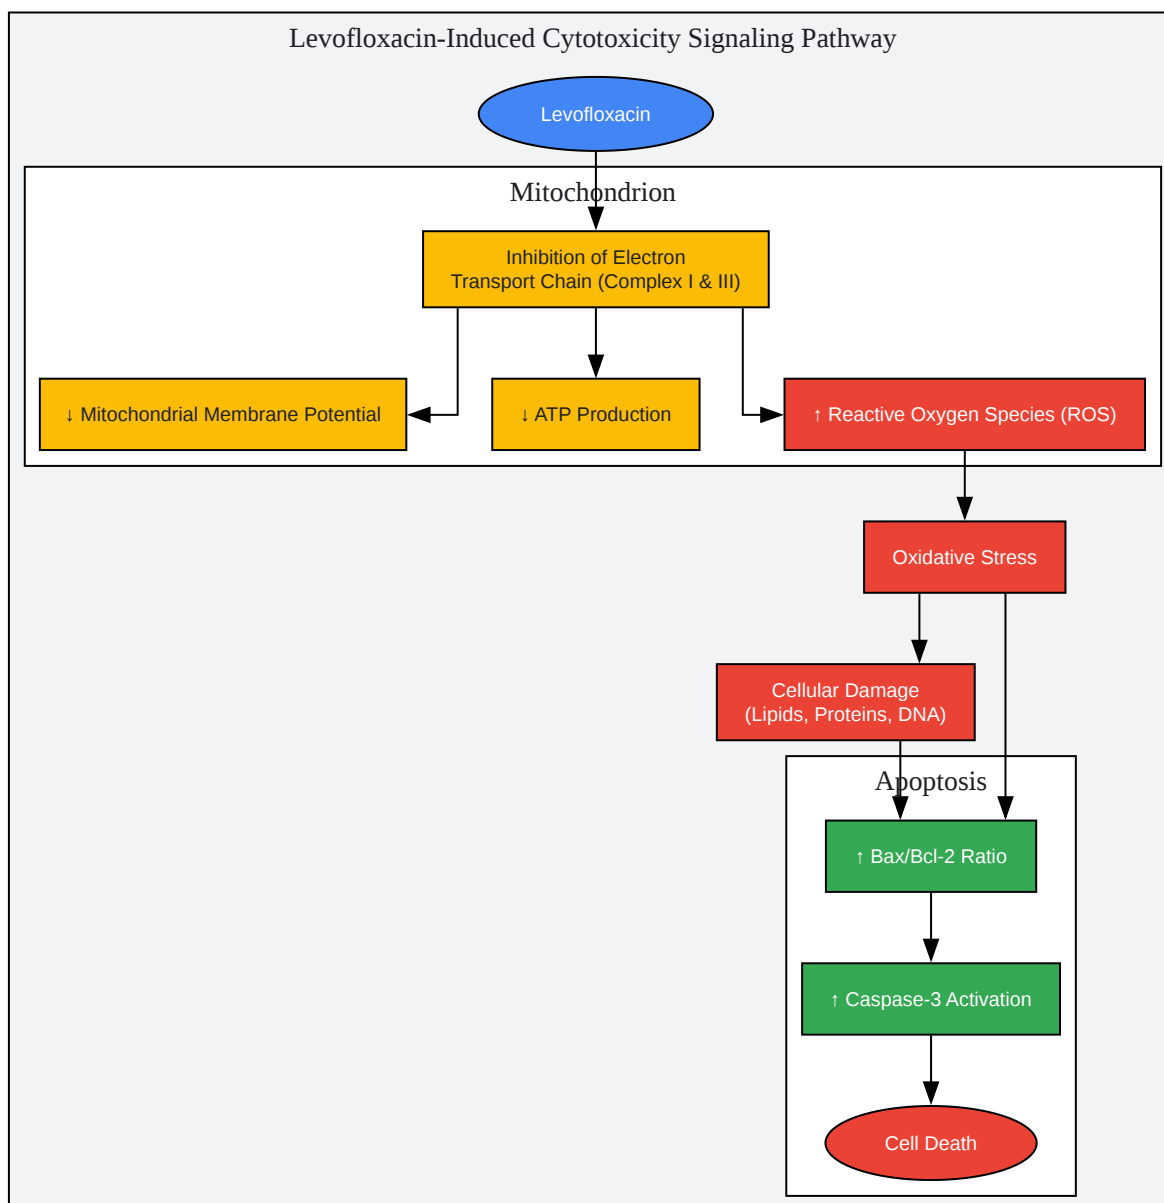 Levofloxacin-Induced Cytotoxicity Signaling Pathway
Levofloxacin
Mitochondrion
Inhibition of Electron
Transport Chain (Complex I & III)
↓ Mitochondrial Membrane Potential
↓ ATP Production
↑ Reactive Oxygen Species (ROS)
Oxidative Stress
Cellular Damage
(Lipids, Proteins, DNA)
Apoptosis
↑ Bax/Bcl-2 Ratio
↑ Caspase-3 Activation
Cell Death